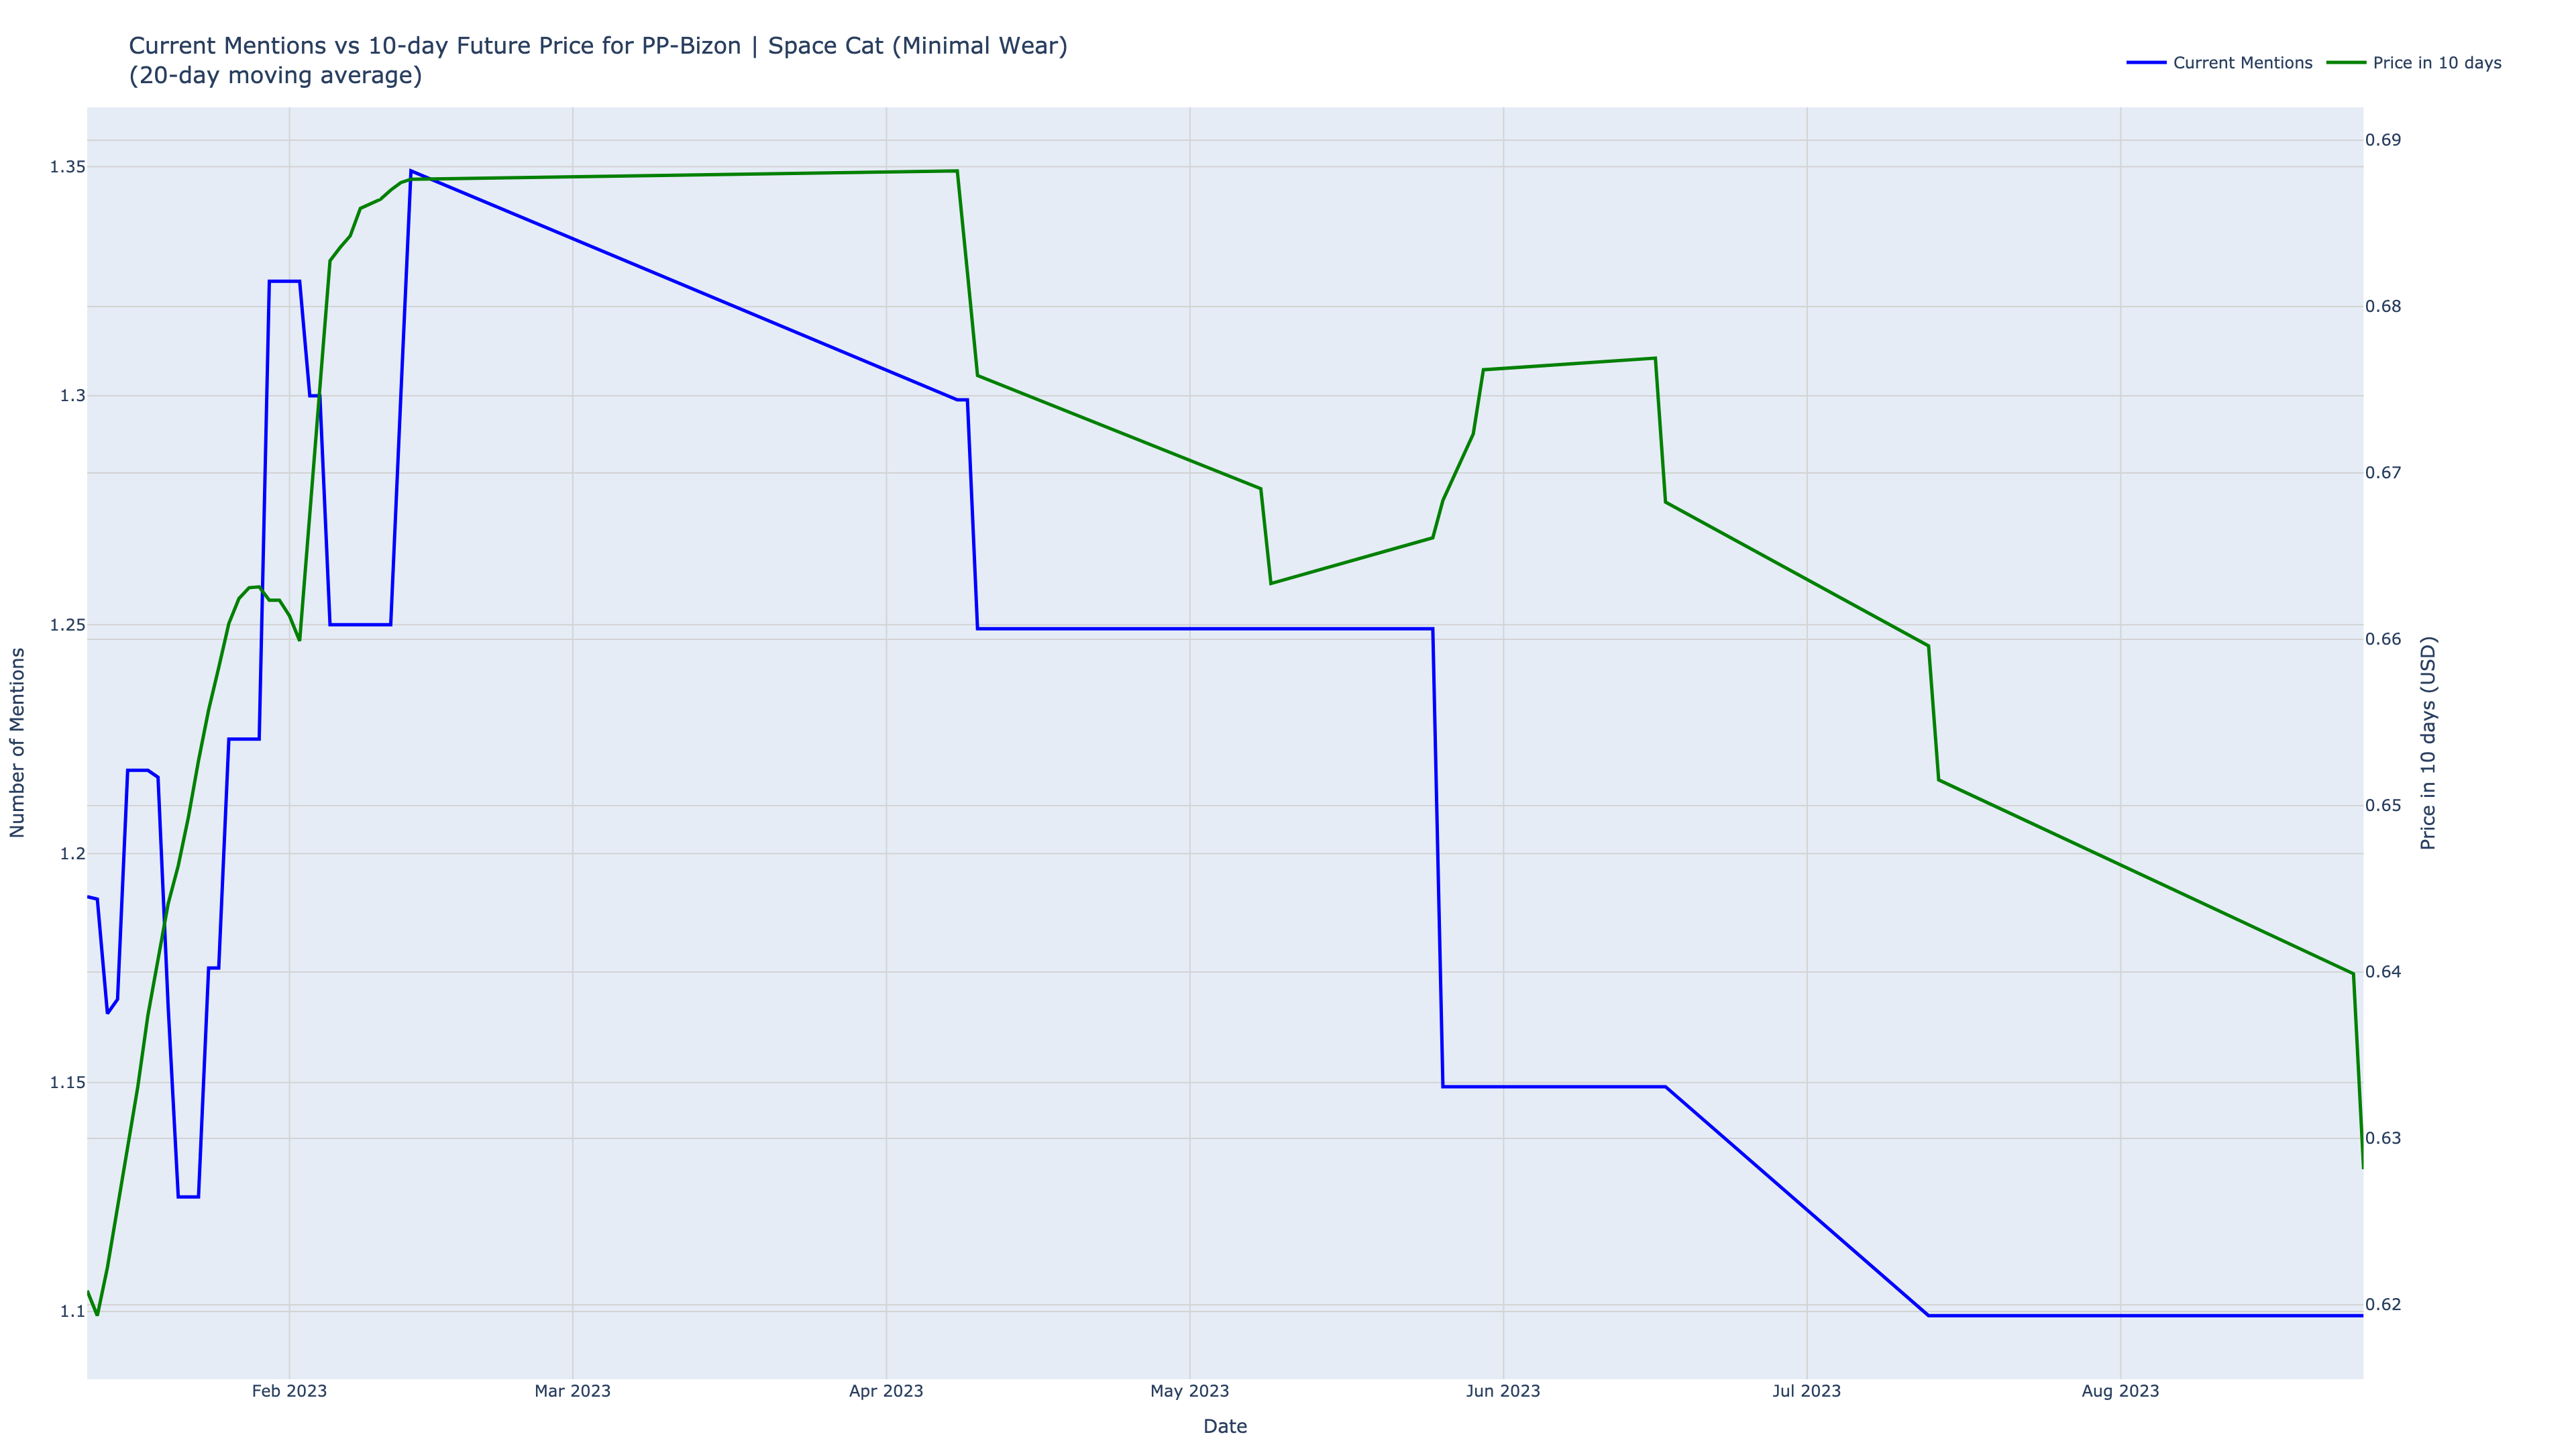 Current Mentions vs 10-day Future Price for PP-Bizon | Space Cat (Minimal Wear)
(20-day moving average)
Current Mentions
Price in 10 days
Number of Mentions
1.35
1.3
1.25
1.2
1.15
1.1
0.69
0.68
0.67
0.66
0.65
0.64
0.63
0.62
Price in 10 days (USD)
Feb 2023
Mar 2023
Apr 2023
May 2023
Jun 2023
Jul 2023
Aug 2023
Date